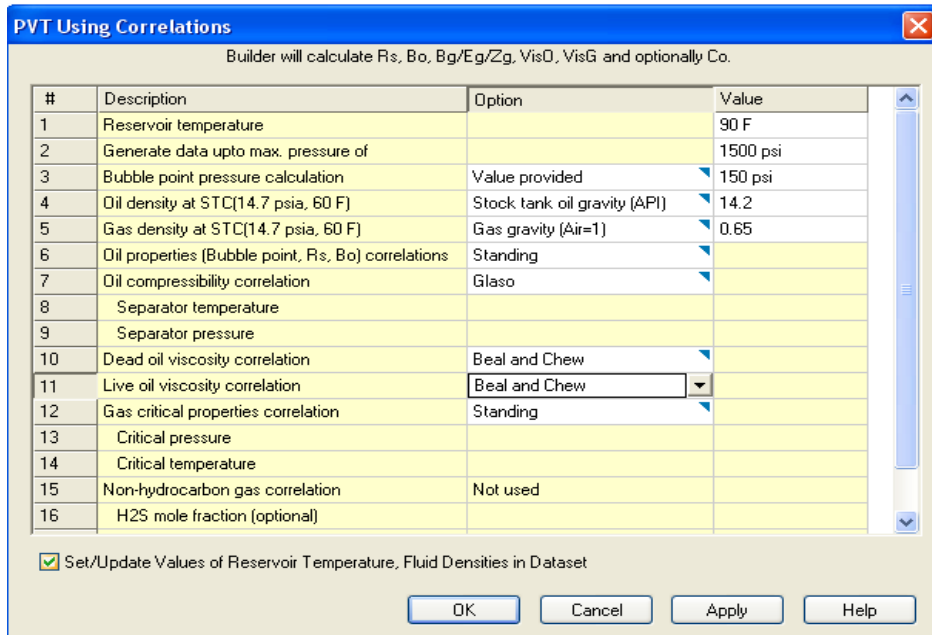 PVT Using Correlations
Builder will calculate Rs, Bo, Bg/Eg/Zg, VisO, VisG and optionally Co.
# Description Option Value
1 Reservoir temperature 90 F
2 Generate data upto max. pressure of 1500 psi
3 Bubble point pressure calculation Value provided 150 psi
4 Oil density at STC(14.7 psia, 60 F) Stock tank oil gravity (API) 14.2
5 Gas density at STC(14.7 psia, 60 F) Gas gravity (Air=1) 0.65
6 Oil properties (Bubble point, Rs, Bo) correlations Standing
7 Oil compressibility correlation Glaso
8 Separator temperature
9 Separator pressure
10 Dead oil viscosity correlation Beal and Chew
11 Live oil viscosity correlation Beal and Chew
12 Gas critical properties correlation Standing
13 Critical pressure
14 Critical temperature
15 Non-hydrocarbon gas correlation Not used
16 H2S mole fraction (optional)
Set/Update Values of Reservoir Temperature, Fluid Densities in Dataset
OK Cancel Apply Help